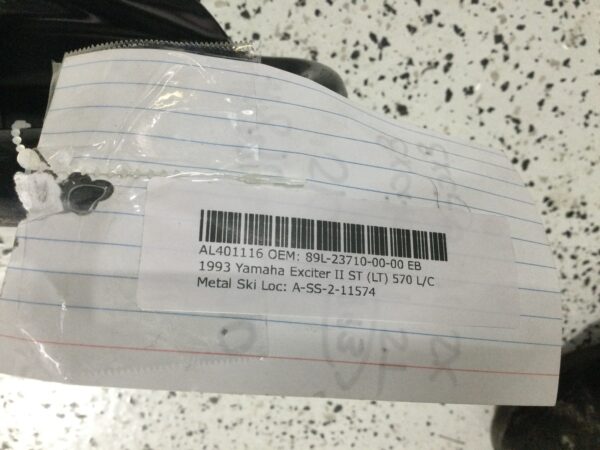 AL401116 OEM: 89L-23710-00-00 EB
1993 Yamaha Exciter II ST (LT) 570 L/C
Metal Ski Loc: A-SS-2-11574